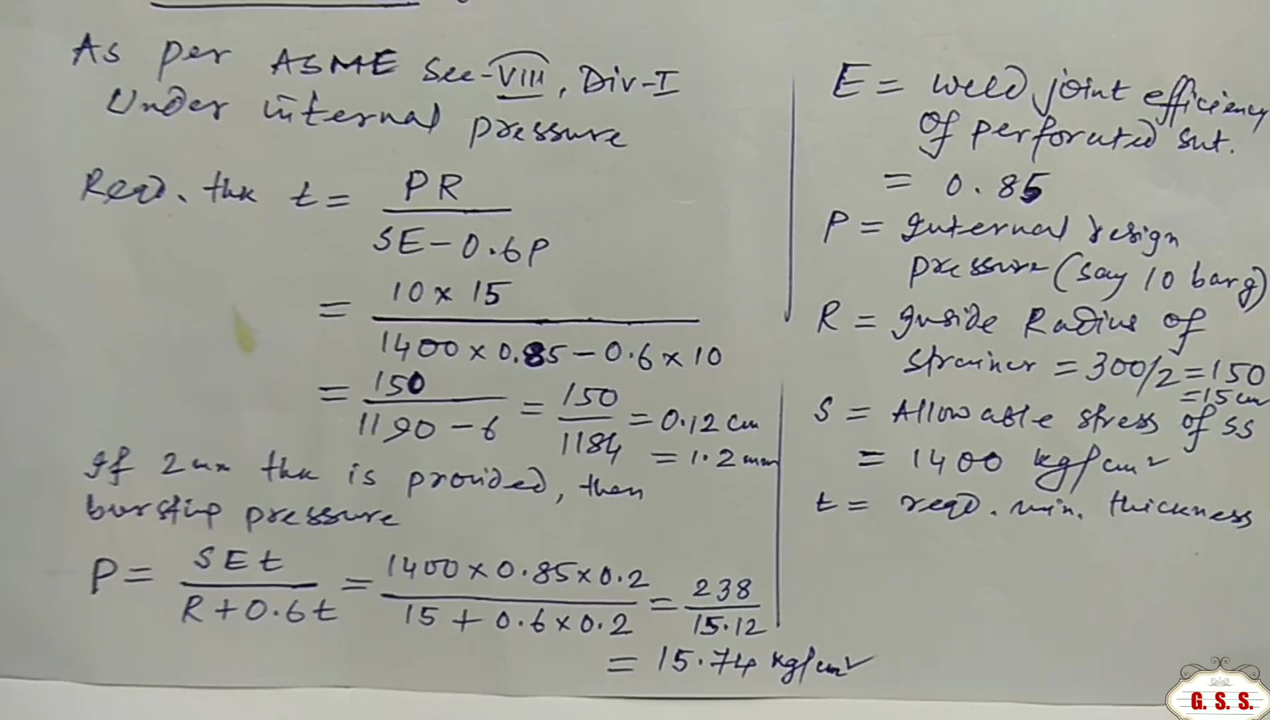 As per ASME Sec-VIII, Div-I
Under internal pressure
Reqd. thk t = PR / SE-0.6P
= 10 x 15 / 1400 x 0.85 - 0.6 x 10
= 150 / 1190 - 6 = 150 / 1184 = 0.12 cm
= 1.2 mm
If 2mm thk is provided, then
bursting pressure
P = SEt / R+0.6t = 1400 x 0.85 x 0.2 / 15 + 0.6 x 0.2 = 238 / 15.12
= 15.74 kgf/cm²
E = weld joint efficiency
of perforated sht.
= 0.85
P = Internal design
pressure (say 10 barg)
R = Inside Radius of
strainer = 300/2 = 150
= 15 cm
S = Allowable stress of SS
= 1400 kgf/cm²
t = reqd. min. thickness
G. S. S.